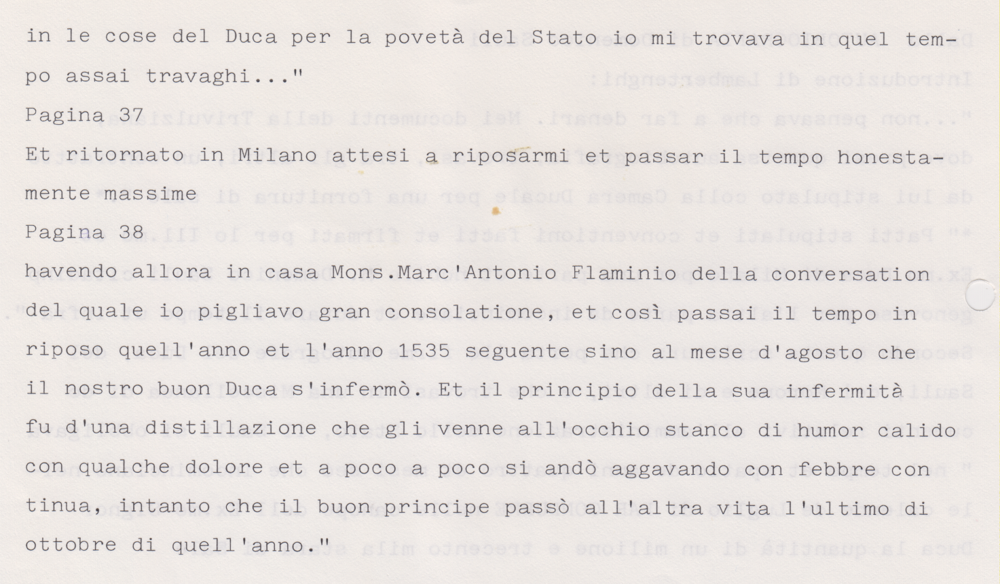 in le cose del Duca per la povetà del Stato io mi trovava in quel tem-
po assai travaghi..."
Pagina 37
Et ritornato in Milano attesi a riposarmi et passar il tempo honesta-
mente massime
Pagina 38
havendo allora in casa Mons.Marc'Antonio Flaminio della conversation
del quale io pigliavo gran consolatione, et così passai il tempo in
riposo quell'anno et l'anno 1535 seguente sino al mese d'agosto che
il nostro buon Duca s'infermò. Et il principio della sua infermità
fu d'una distillazione che gli venne all'occhio stanco di humor calido
con qualche dolore et a poco a poco si andò aggavando con febbre con
tinua, intanto che il buon principe passò all'altra vita l'ultimo di
ottobre di quell'anno."